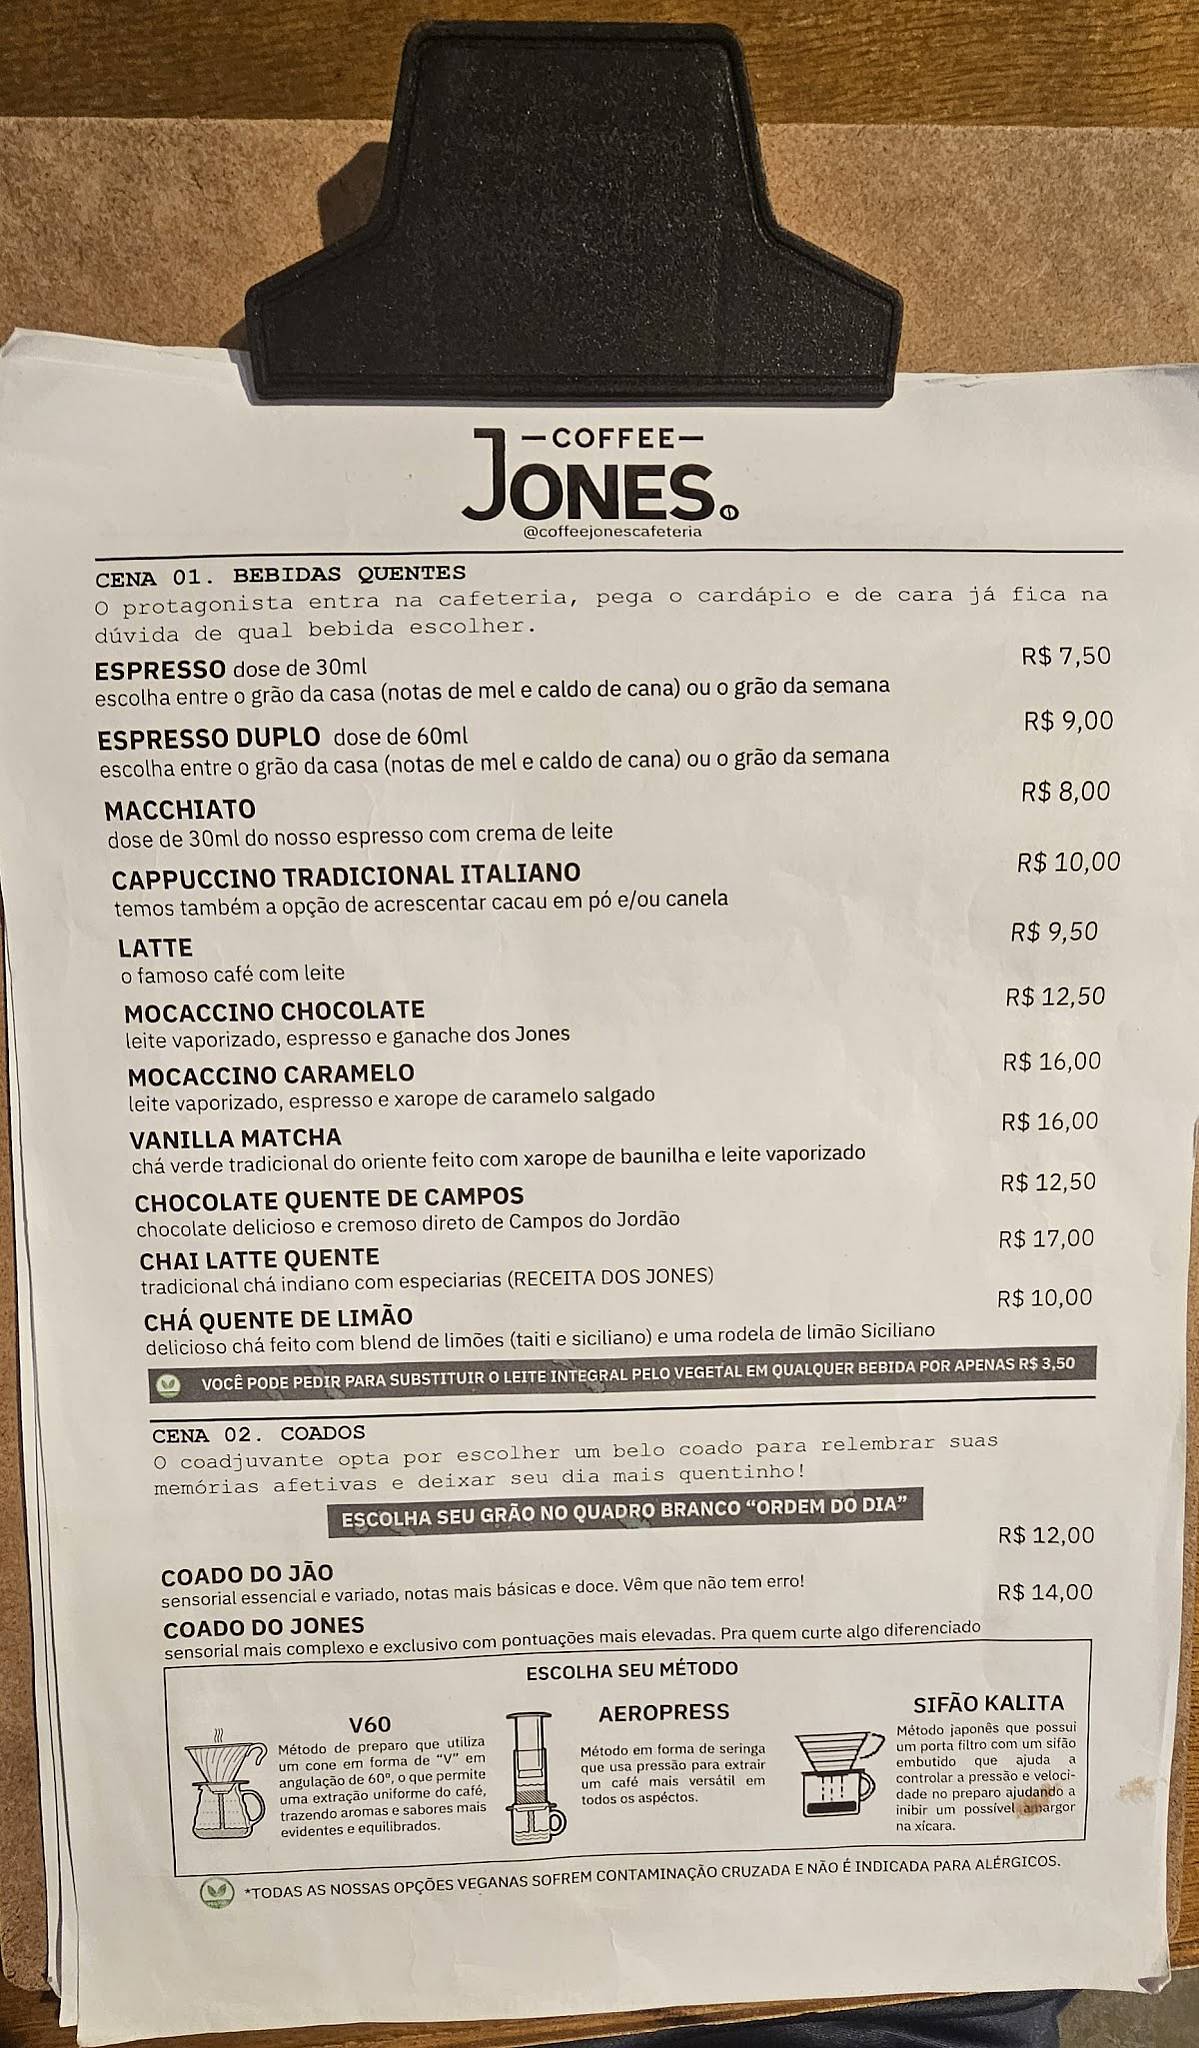 —COFFEE—
JONES.
@coffeejonescafeteria
CENA 01. BEBIDAS QUENTES
O protagonista entra na cafeteria, pega o cardápio e de cara já fica na
dúvida de qual bebida escolher.
ESPRESSO dose de 30ml R$ 7,50
escolha entre o grão da casa (notas de mel e caldo de cana) ou o grão da semana
ESPRESSO DUPLO dose de 60ml R$ 9,00
escolha entre o grão da casa (notas de mel e caldo de cana) ou o grão da semana
MACCHIATO R$ 8,00
dose de 30ml do nosso espresso com crema de leite
CAPPUCCINO TRADICIONAL ITALIANO R$ 10,00
temos também a opção de acrescentar cacau em pó e/ou canela
LATTE R$ 9,50
o famoso café com leite
MOCACCINO CHOCOLATE R$ 12,50
leite vaporizado, espresso e ganache dos Jones
MOCACCINO CARAMELO R$ 16,00
leite vaporizado, espresso e xarope de caramelo salgado
VANILLA MATCHA R$ 16,00
chá verde tradicional do oriente feito com xarope de baunilha e leite vaporizado
CHOCOLATE QUENTE DE CAMPOS R$ 12,50
chocolate delicioso e cremoso direto de Campos do Jordão
CHAI LATTE QUENTE R$ 17,00
tradicional chá indiano com especiarias (RECEITA DOS JONES)
CHÁ QUENTE DE LIMÃO R$ 10,00
delicioso chá feito com blend de limões (taiti e siciliano) e uma rodela de limão Siciliano
VOCÊ PODE PEDIR PARA SUBSTITUIR O LEITE INTEGRAL PELO VEGETAL EM QUALQUER BEBIDA POR APENAS R$ 3,50
CENA 02. COADOS
O coadjuvante opta por escolher um belo coado para relembrar suas
memórias afetivas e deixar seu dia mais quentinho!
ESCOLHA SEU GRÃO NO QUADRO BRANCO “ORDEM DO DIA”
COADO DO JÃO R$ 12,00
sensorial essencial e variado, notas mais básicas e doce. Vêm que não tem erro!
COADO DO JONES R$ 14,00
sensorial mais complexo e exclusivo com pontuações mais elevadas. Pra quem curte algo diferenciado
ESCOLHA SEU MÉTODO
V60
Método de preparo que utiliza
um cone em forma de “V” em
angulação de 60º, o que permite
uma extração uniforme do café,
trazendo aromas e sabores mais
evidentes e equilibrados.
AEROPRESS
Método em forma de seringa
que usa pressão para extrair
um café mais versátil em
todos os aspéctos.
SIFÃO KALITA
Método japonês que possui
um porta filtro com um sifão
embutido que ajuda a
controlar a pressão e veloci-
dade no preparo ajudando a
inibir um possível amargor
na xícara.
*TODAS AS NOSSAS OPÇÕES VEGANAS SOFREM CONTAMINAÇÃO CRUZADA E NÃO É INDICADA PARA ALÉRGICOS.